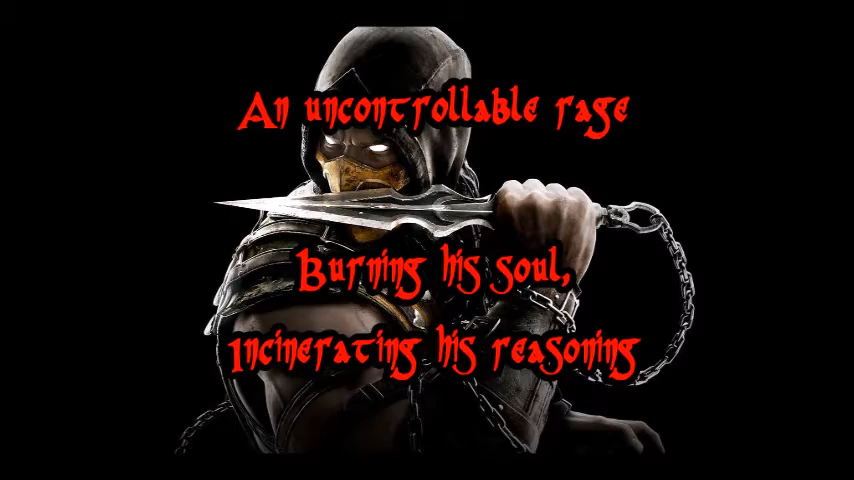 An uncontrollable rage
Burning his soul,
Incinerating his reasoning